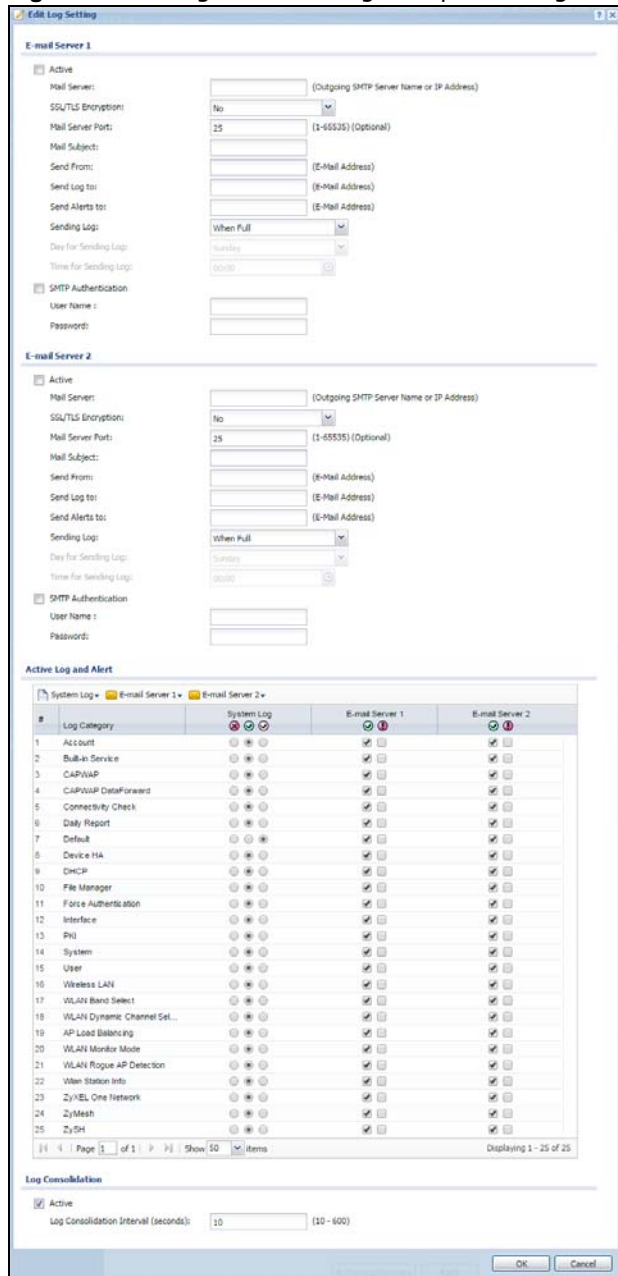 Edit Log Setting
E-mail Server 1
Active
Mail Server: (Outgoing SMTP Server Name or IP Address)
SSL/TLS Encryption: No
Mail Server Port: 25 (1-65535) (Optional)
Mail Subject:
Send From: (E-Mail Address)
Send Log to: (E-Mail Address)
Send Alerts to: (E-Mail Address)
Sending Log: When Full
Day for Sending Log: Sunday
Time for Sending Log: 00:00
SMTP Authentication
User Name :
Password:
E-mail Server 2
Active
Mail Server: (Outgoing SMTP Server Name or IP Address)
SSL/TLS Encryption: No
Mail Server Port: 25 (1-65535) (Optional)
Mail Subject:
Send From: (E-Mail Address)
Send Log to: (E-Mail Address)
Send Alerts to: (E-Mail Address)
Sending Log: When Full
Day for Sending Log: Sunday
Time for Sending Log: 00:00
SMTP Authentication
User Name :
Password:
Active Log and Alert
System Log E-mail Server 1 E-mail Server 2
# Log Category System Log E-mail Server 1 E-mail Server 2
1 Account
2 Built-in Service
3 CAPWAP
4 CAPWAP DataForward
5 Connectivity Check
6 Daily Report
7 Default
8 Device HA
9 DHCP
10 File Manager
11 Force Authentication
12 Interface
13 PKI
14 System
15 User
16 Wireless LAN
17 WLAN Band Select
18 WLAN Dynamic Channel Sel...
19 AP Load Balancing
20 WLAN Monitor Mode
21 WLAN Rogue AP Detection
22 Wlan Station Info
23 ZyXEL One Network
24 ZyMesh
25 ZySH
Page 1 of 1 Show 50 items Displaying 1 - 25 of 25
Log Consolidation
Active
Log Consolidation Interval (seconds): 10 (10 - 600)
OK Cancel